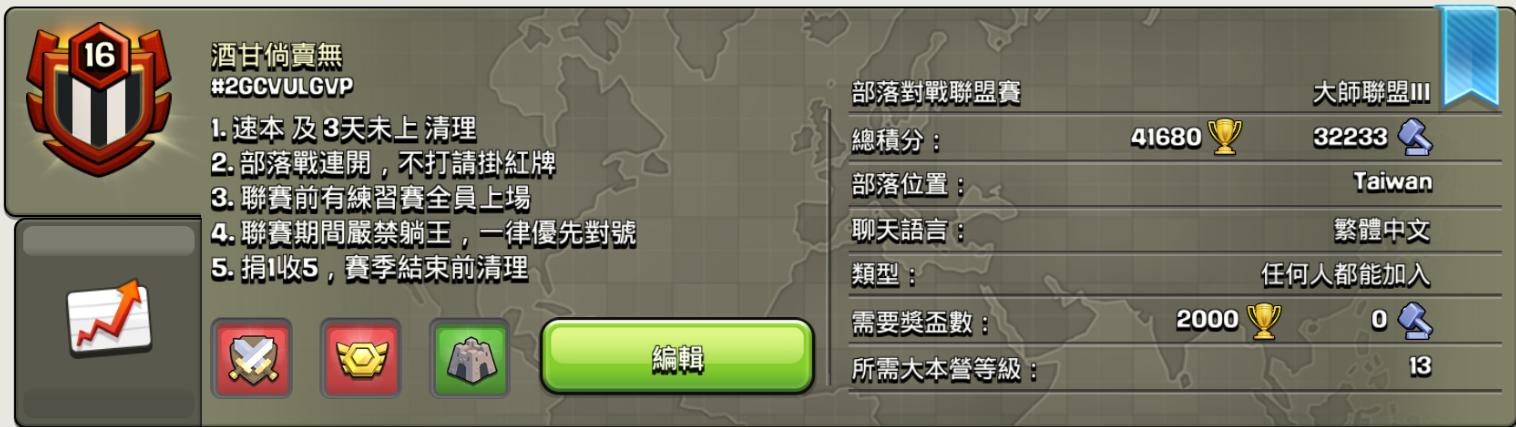 16
酒甘倘賣無
#2GCVULGVP
1. 速本 及 3天未上 清理
2. 部落戰連開，不打請掛紅牌
3. 聯賽前有練習賽全員上場
4. 聯賽期間嚴禁躺王，一律優先對號
5. 捐1收5，賽季結束前清理
編輯
部落對戰聯盟賽 大師聯盟III
總積分： 41680 32233
部落位置： Taiwan
聊天語言： 繁體中文
類型： 任何人都能加入
需要獎盃數： 2000 0
所需大本營等級： 13